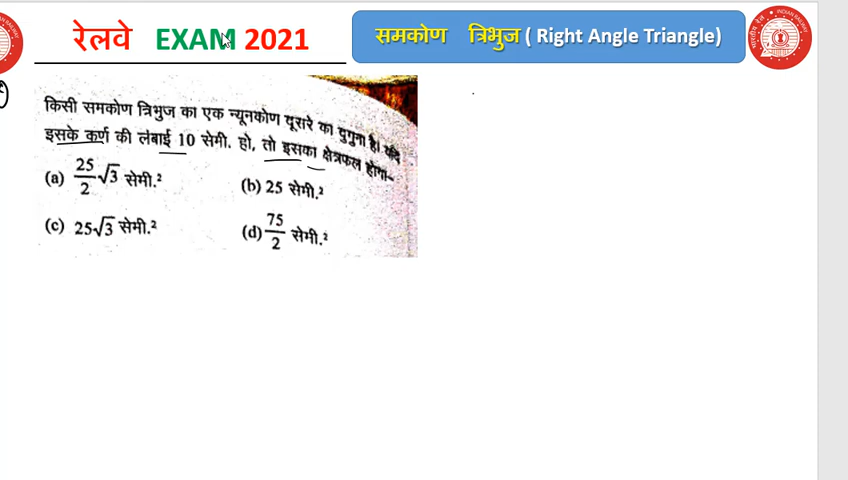 रेलवे EXAM 2021
समकोण त्रिभुज ( Right Angle Triangle)
किसी समकोण त्रिभुज का एक न्यूनकोण दूसरे का दुगुना है। यदि
इसके कर्ण की लंबाई 10 सेमी. हो, तो इसका क्षेत्रफल होगा-
(a) 25/2 √3 सेमी.² (b) 25 सेमी.²
(c) 25√3 सेमी.² (d) 75/2 सेमी.²